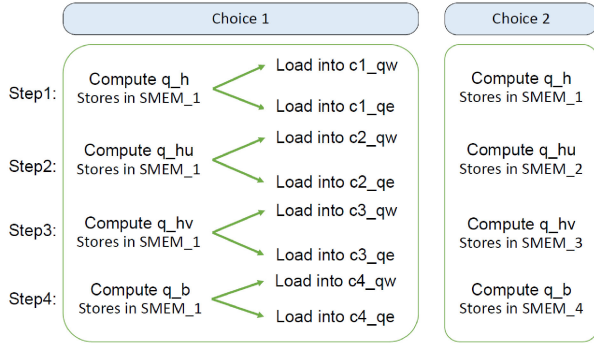 Choice 1
Choice 2
Step1:
Compute q_h
Stores in SMEM_1
Load into c1_qw
Load into c1_qe
Compute q_h
Stores in SMEM_1
Step2:
Compute q_hu
Stores in SMEM_1
Load into c2_qw
Load into c2_qe
Compute q_hu
Stores in SMEM_2
Step3:
Compute q_hv
Stores in SMEM_1
Load into c3_qw
Load into c3_qe
Compute q_hv
Stores in SMEM_3
Step4:
Compute q_b
Stores in SMEM_1
Load into c4_qw
Load into c4_qe
Compute q_b
Stores in SMEM_4